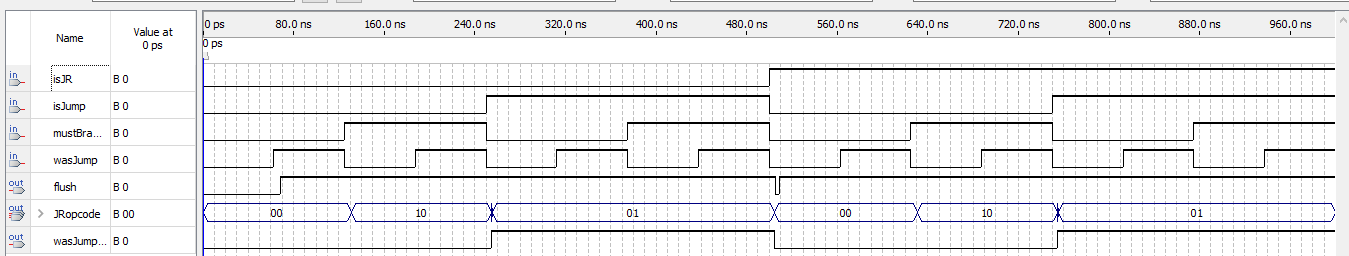 0 ps 80.0 ns 160.0 ns 240.0 ns 320.0 ns 400.0 ns 480.0 ns 560.0 ns 640.0 ns 720.0 ns 800.0 ns 880.0 ns 960.0 ns
Name Value at 0 ps
0 ps
in isJR B 0
in isJump B 0
in mustBra... B 0
in wasJump B 0
out flush B 0
out > JRopcode B 00 00 10 01 00 10 01
out wasJump... B 0